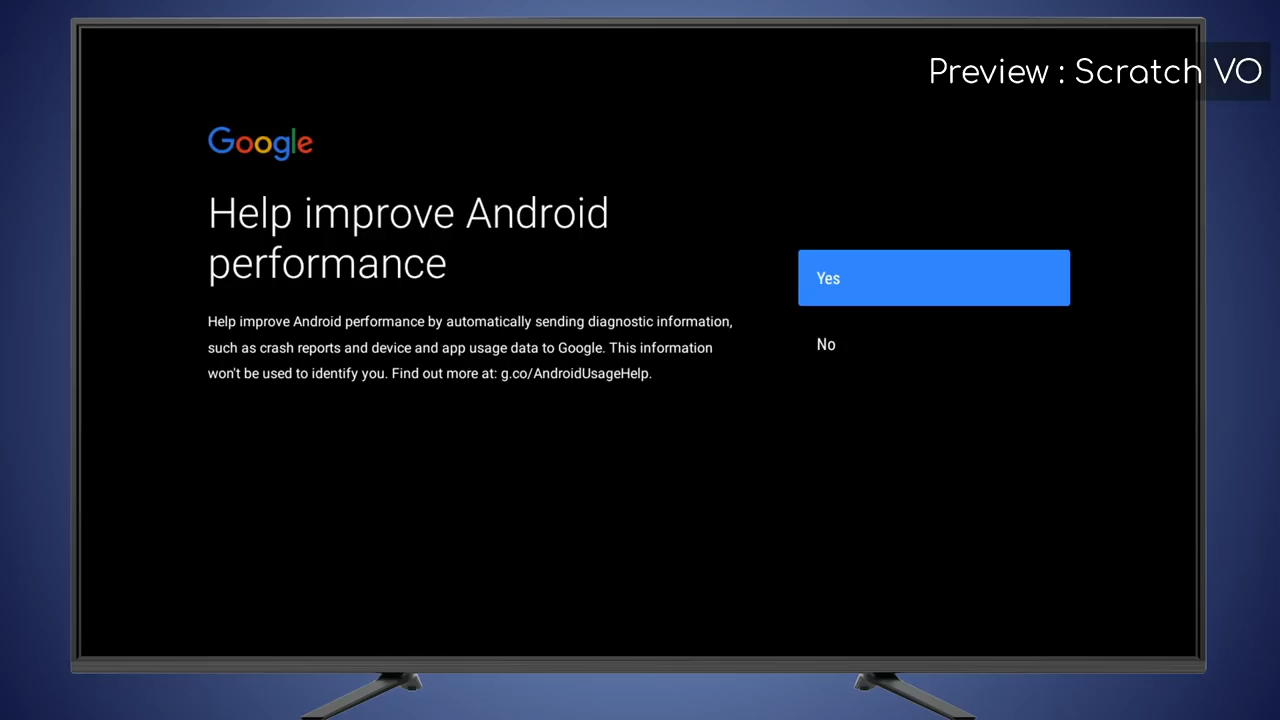 Preview : Scratch VO
Google
Help improve Android
performance
Help improve Android performance by automatically sending diagnostic information,
such as crash reports and device and app usage data to Google. This information
won't be used to identify you. Find out more at: g.co/AndroidUsageHelp.
Yes
No